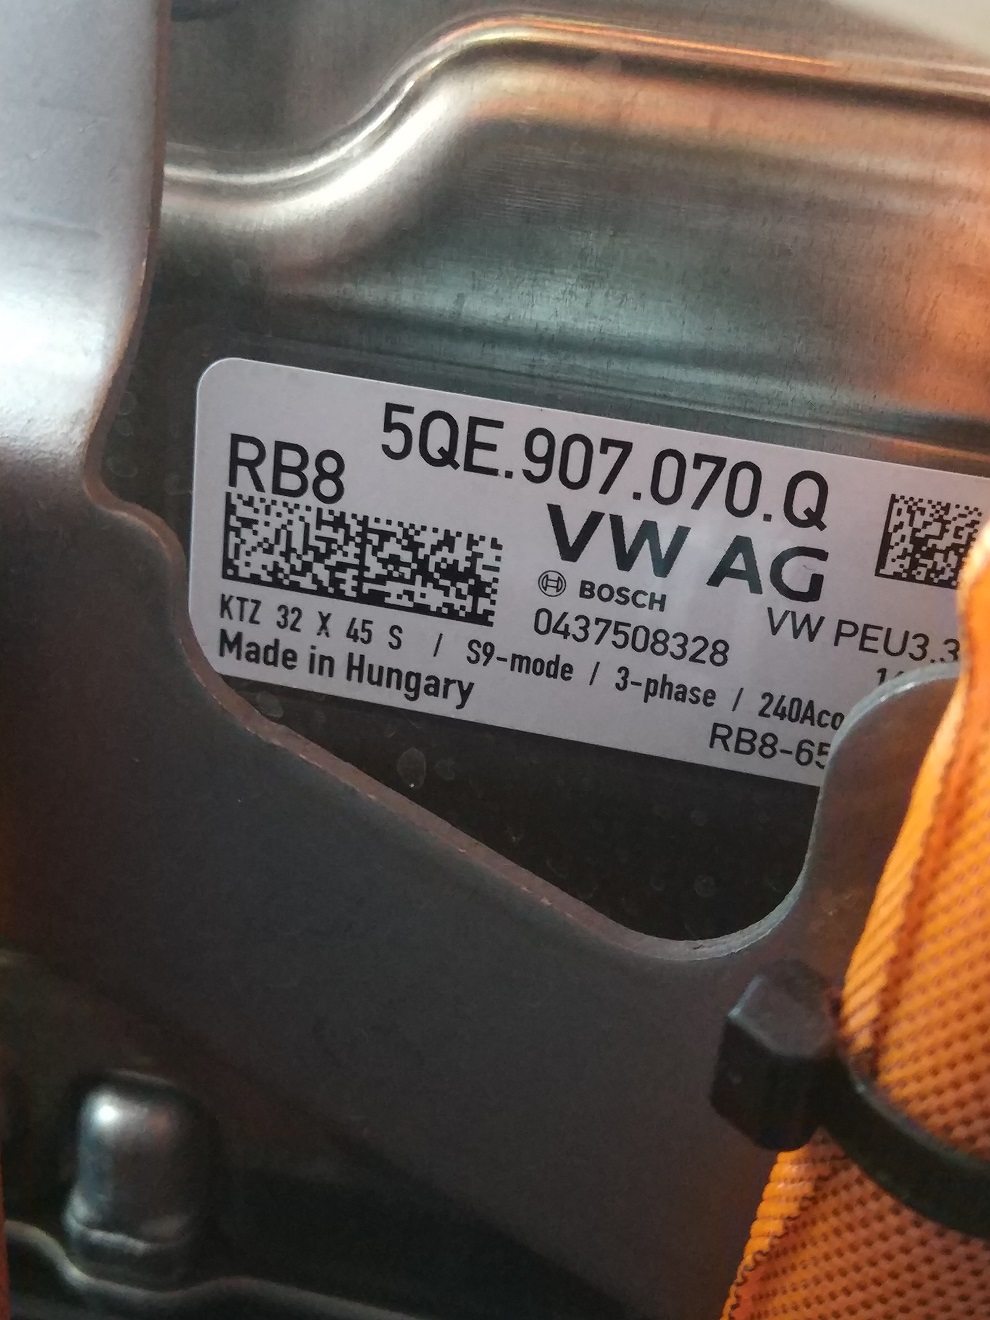 5QE.907.070.Q
RB8
VW AG
BOSCH
VW PEU3.3
0437508328
KTZ 32 X 45 S / S9-mode / 3-phase / 240Aco
Made in Hungary
RB8-65